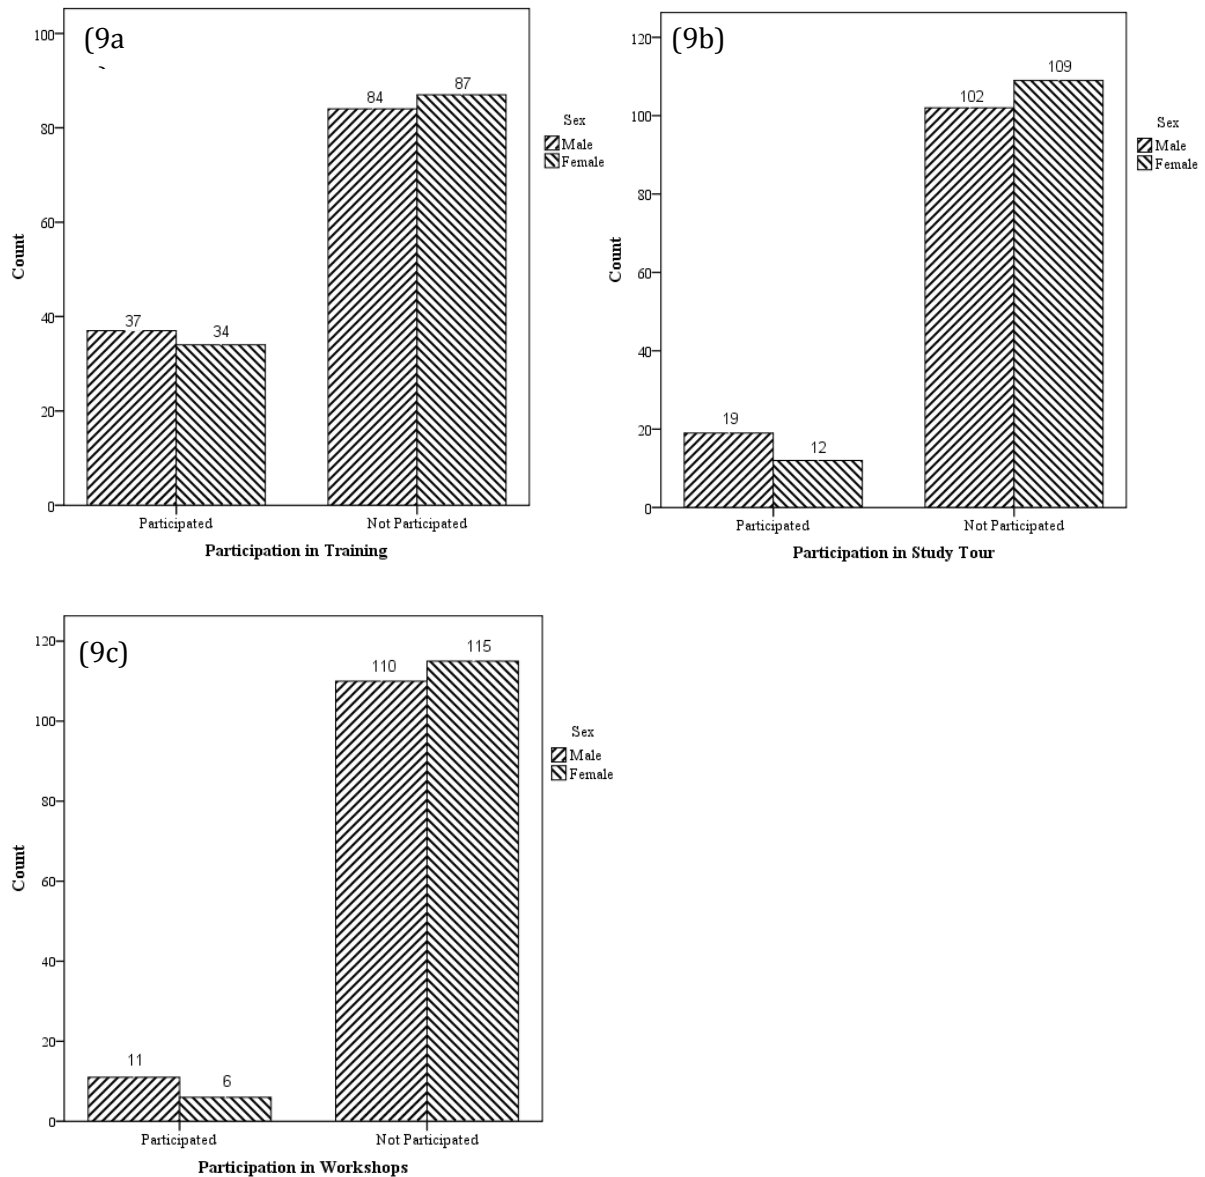 (9a
`
100
80
60
40
20
0
Count
37
34
84
87
Participated
Not Participated
Participation in Training
Sex
Male
Female
(9b)
120
100
80
60
40
20
0
Count
19
12
102
109
Participated
Not Participated
Participation in Study Tour
Sex
Male
Female
(9c)
120
100
80
60
40
20
0
Count
11
6
110
115
Participated
Not Participated
Participation in Workshops
Sex
Male
Female